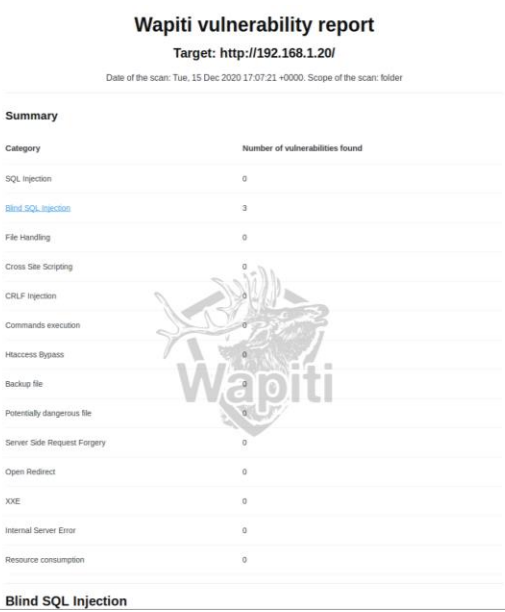 Wapiti vulnerability report
Target: http://192.168.1.20/
Date of the scan: Tue, 15 Dec 2020 17:07:21 +0000. Scope of the scan: folder
Summary
Category Number of vulnerabilities found
SQL Injection 0
Blind SQL Injection 3
File Handling 0
Cross Site Scripting 0
CRLF Injection 0
Commands execution 0
Htaccess Bypass 0
Backup file 0
Potentially dangerous file 0
Server Side Request Forgery 0
Open Redirect 0
XXE 0
Internal Server Error 0
Resource consumption 0
Wapiti
Blind SQL Injection